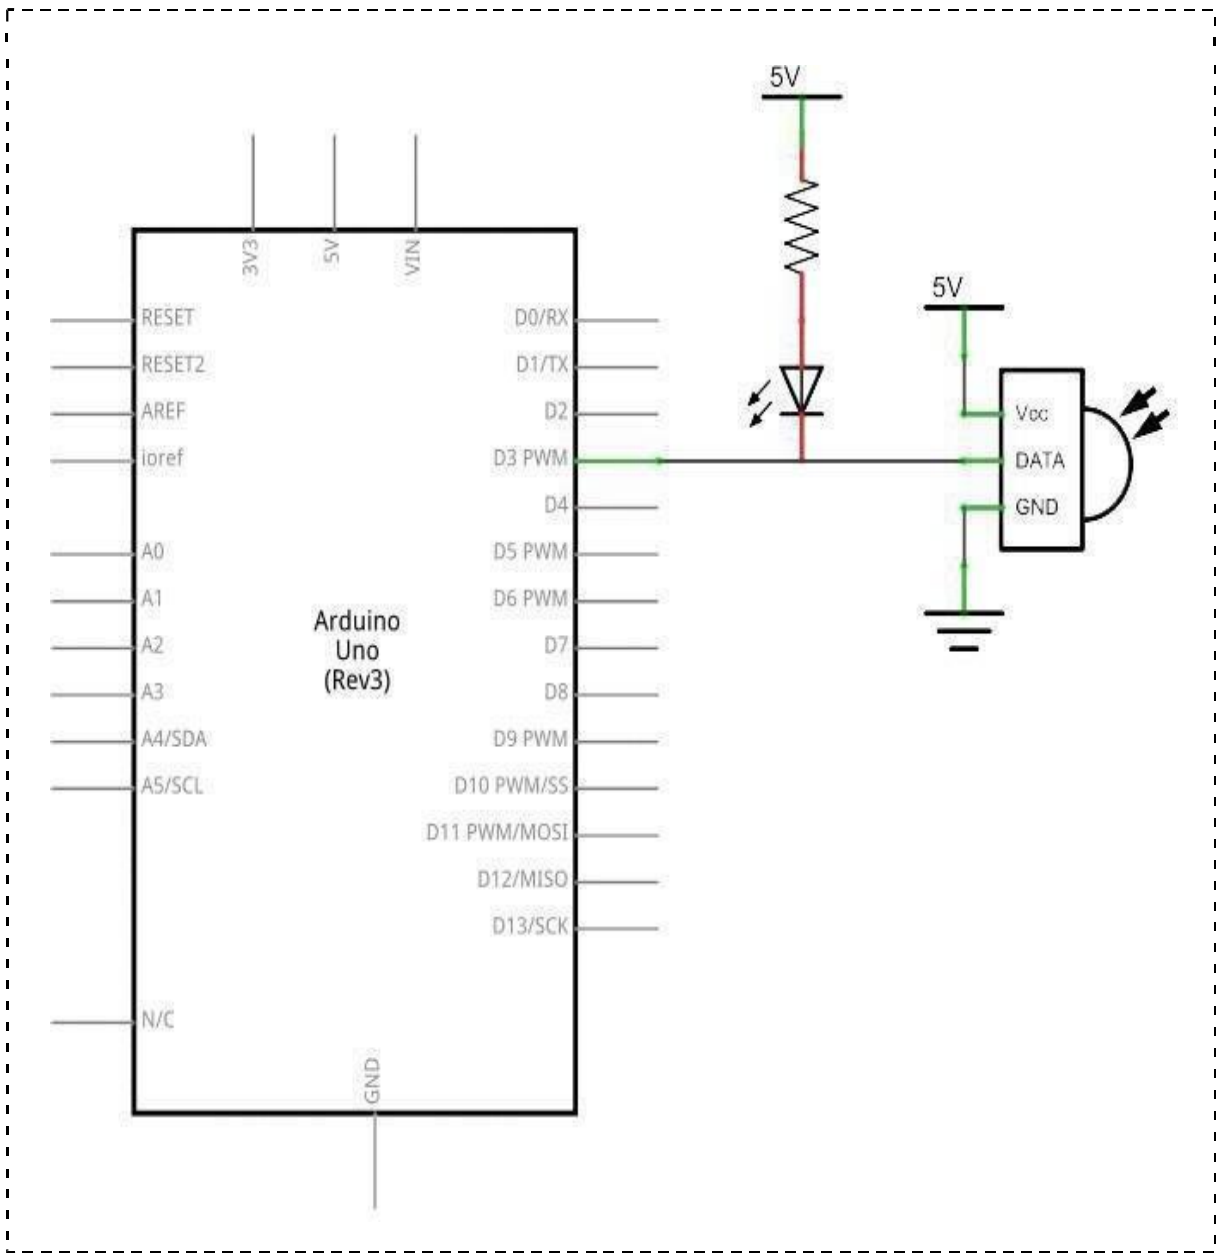 5V
5V
3V3
5V
VIN
RESET
RESET2
AREF
ioref
A0
A1
A2
A3
A4/SDA
A5/SCL
N/C
D0/RX
D1/TX
D2
D3 PWM
D4
D5 PWM
D6 PWM
D7
D8
D9 PWM
D10 PWM/SS
D11 PWM/MOSI
D12/MISO
D13/SCK
Arduino
Uno
(Rev3)
GND
Vcc
DATA
GND